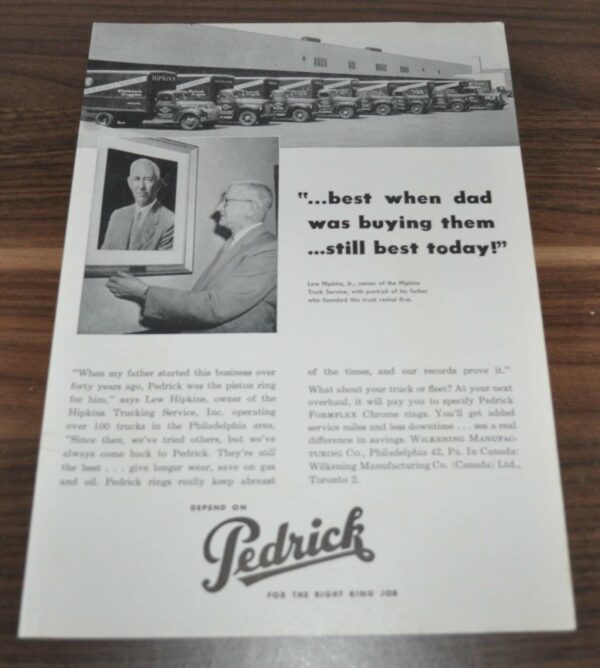 HIPKINS
"...best when dad
was buying them
...still best today!"
Lew Hipkins, Jr., owner of the Hipkins
Truck Service, with portrait of his father
who founded this truck rental firm.
"When my father started this business over
forty years ago, Pedrick was the piston ring
for him," says Lew Hipkins, owner of the
Hipkins Trucking Service, Inc. operating
over 100 trucks in the Philadelphia area.
"Since then, we've tried others, but we've
always come back to Pedrick. They're still
the best . . . give longer wear, save on gas
and oil. Pedrick rings really keep abreast
of the times, and our records prove it."
What about your truck or fleet? At your next
overhaul, it will pay you to specify Pedrick
FORMFLEX Chrome rings. You'll get added
service miles and less downtime . . . see a real
difference in savings. WILKENING MANUFAC-
TURING CO., Philadelphia 42, Pa. In Canada:
Wilkening Manufacturing Co. (Canada) Ltd.,
Toronto 2.
DEPEND ON
Pedrick
FOR THE RIGHT RING JOB